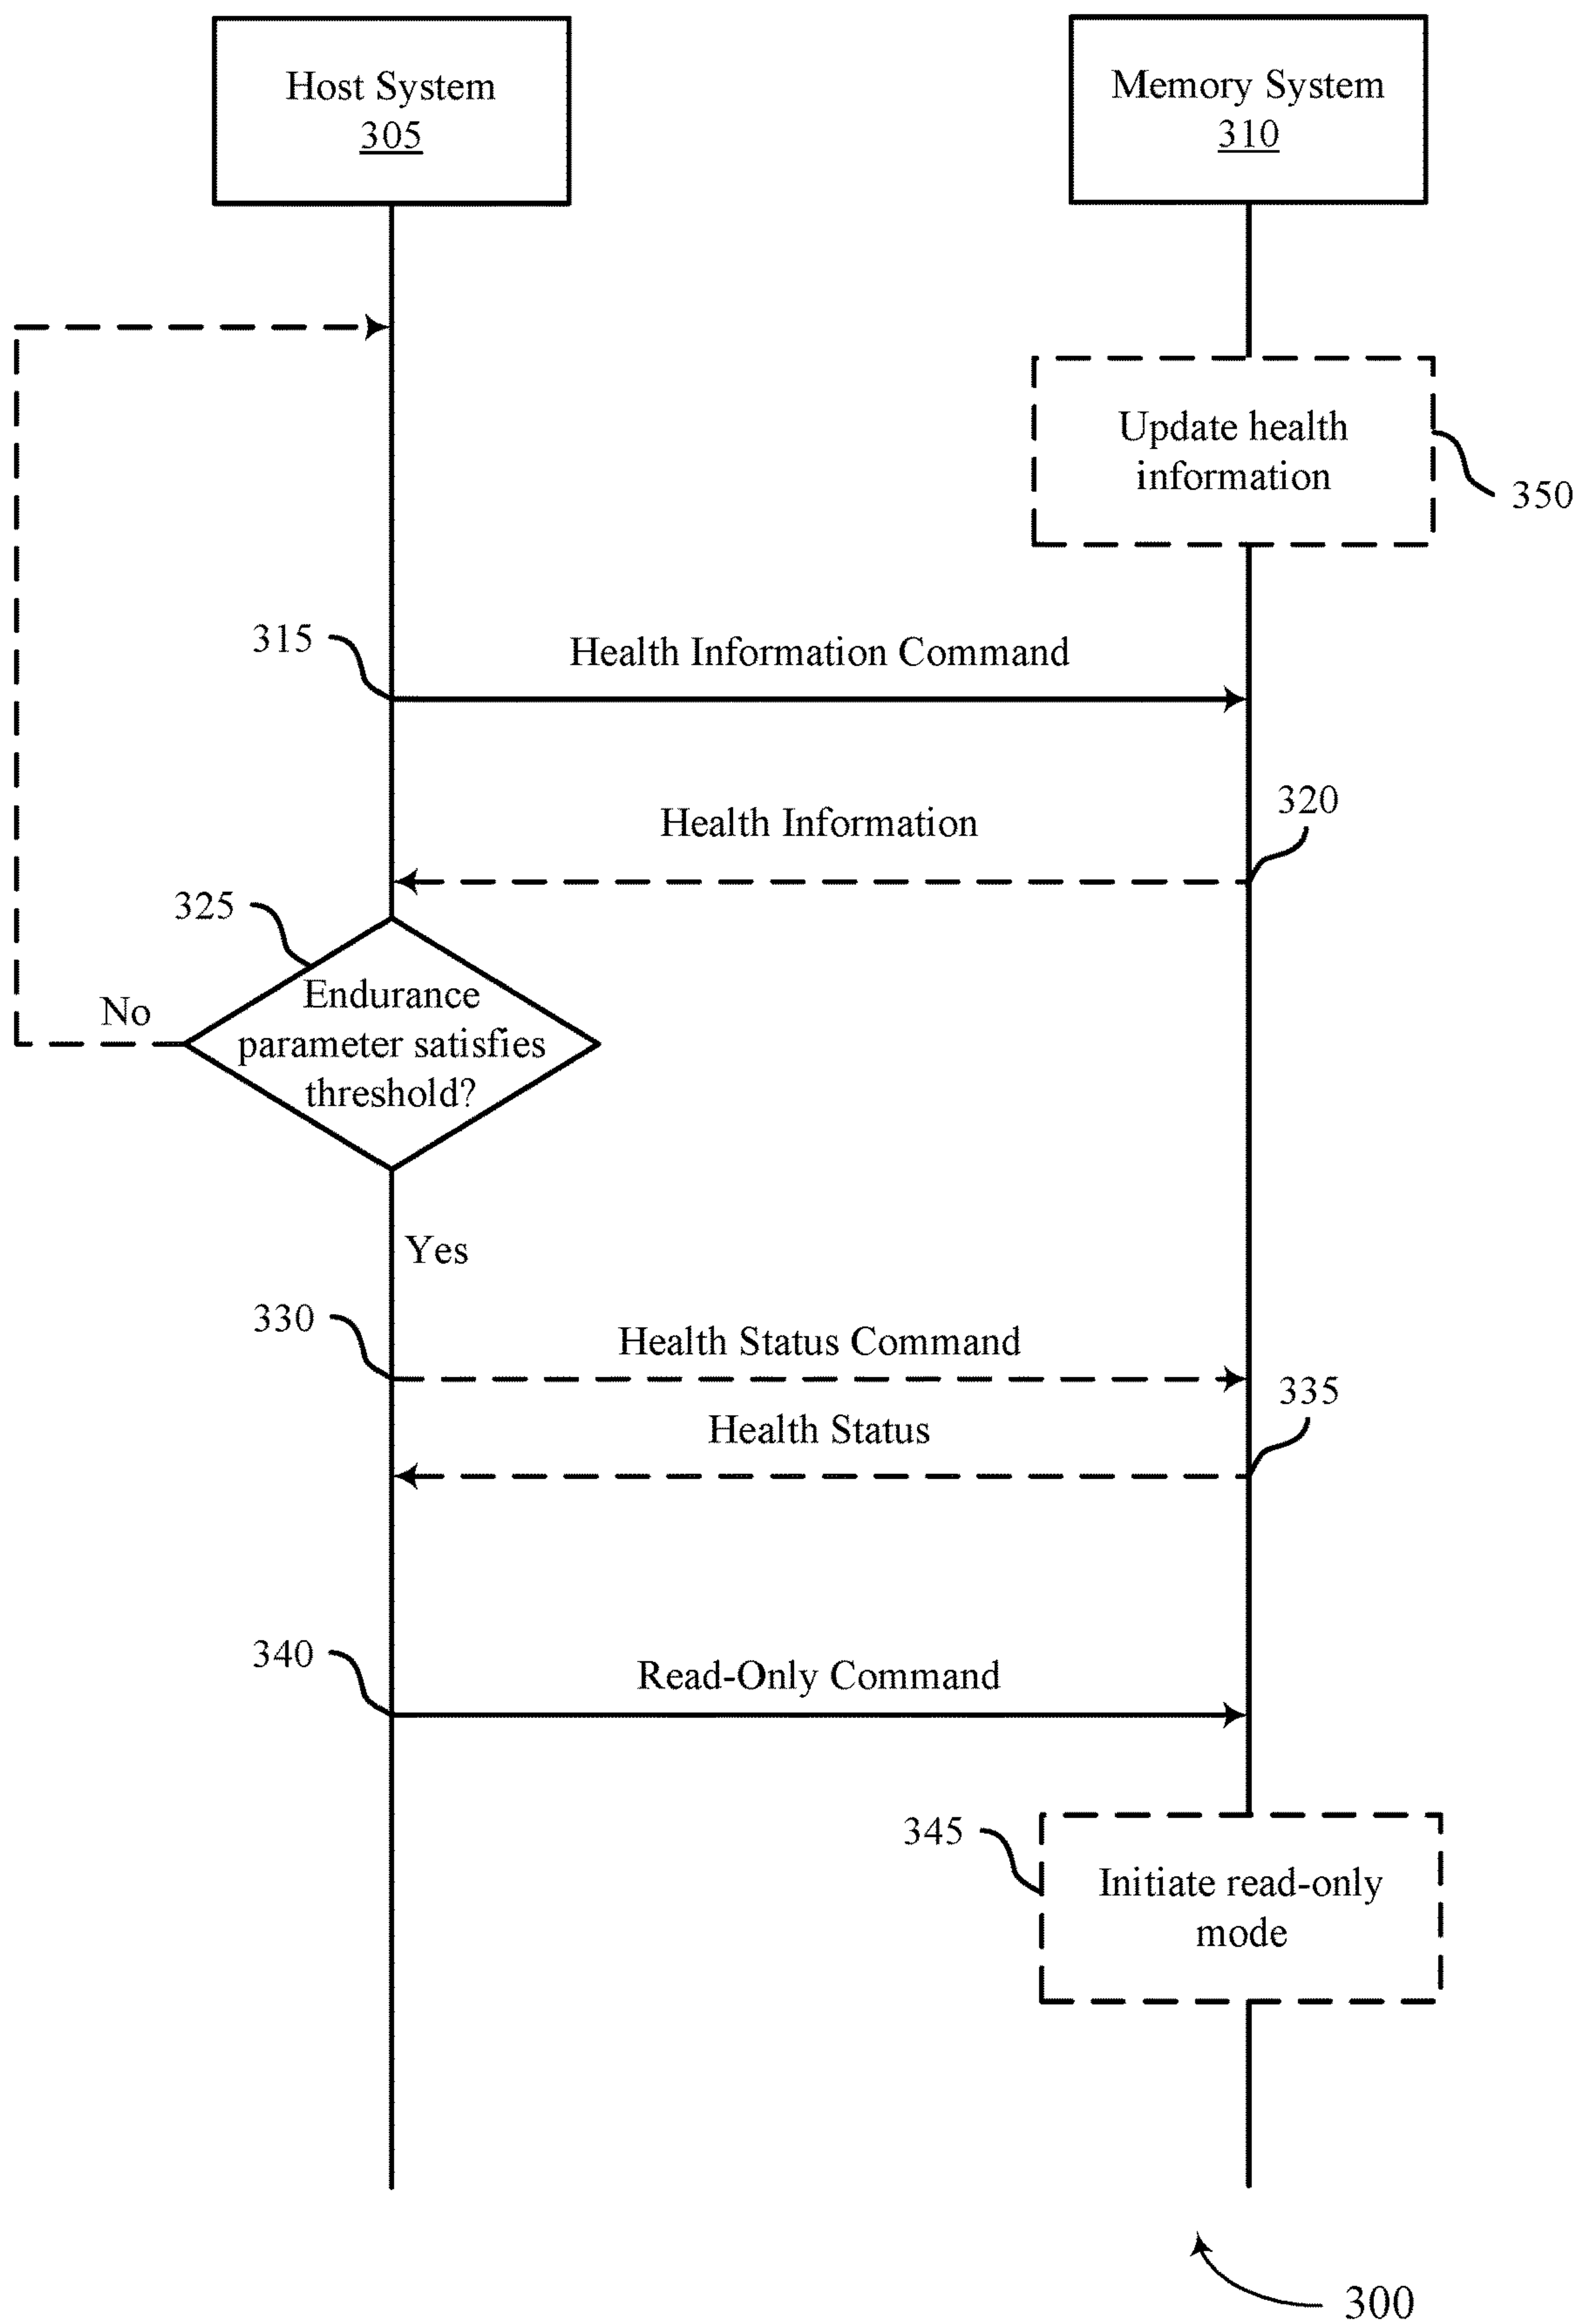 Host System
305
Memory System
310
Update health
information
350
315
Health Information Command
320
Health Information
325
No
Endurance
parameter satisfies
threshold?
Yes
330
Health Status Command
335
Health Status
340
Read-Only Command
345
Initiate read-only
mode
300